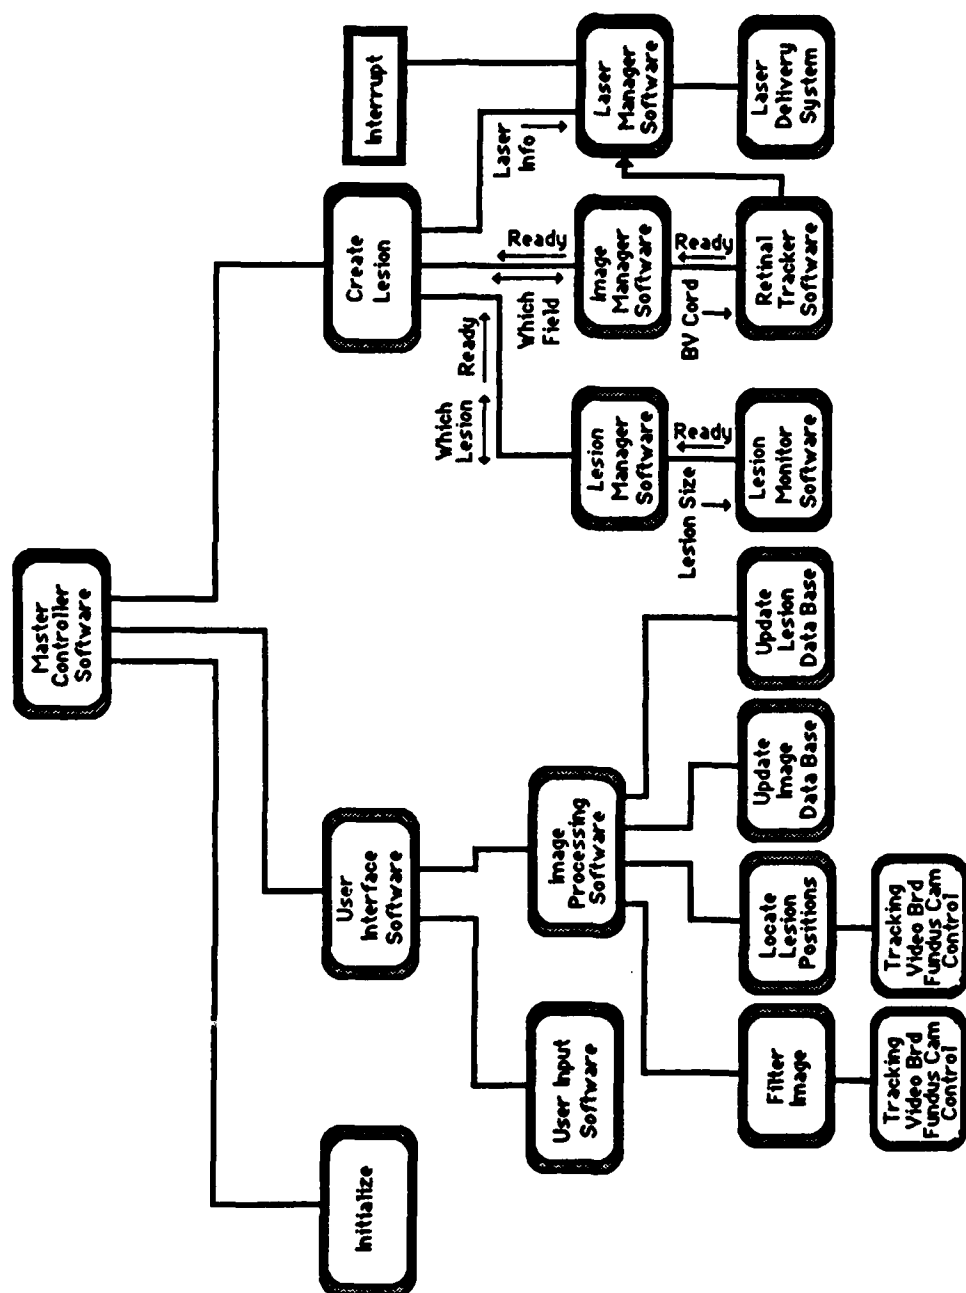 Master
Controller
Software
Initialize
User
Interface
Software
Create
Lesion
Interrupt
User Input
Software
Image
Processing
Software
Which
Lesion
Ready
Which
Field
Ready
Laser
Info
Lesion
Manager
Software
Image
Manager
Software
Laser
Manager
Software
Lesion Size
Ready
BV Cord
Ready
Filter
Image
Locate
Lesion
Positions
Update
Image
Data Base
Update
Lesion
Data Base
Lesion
Monitor
Software
Retinal
Tracker
Software
Laser
Delivery
System
Tracking
Video Brd
Fundus Cam
Control
Tracking
Video Brd
Fundus Cam
Control